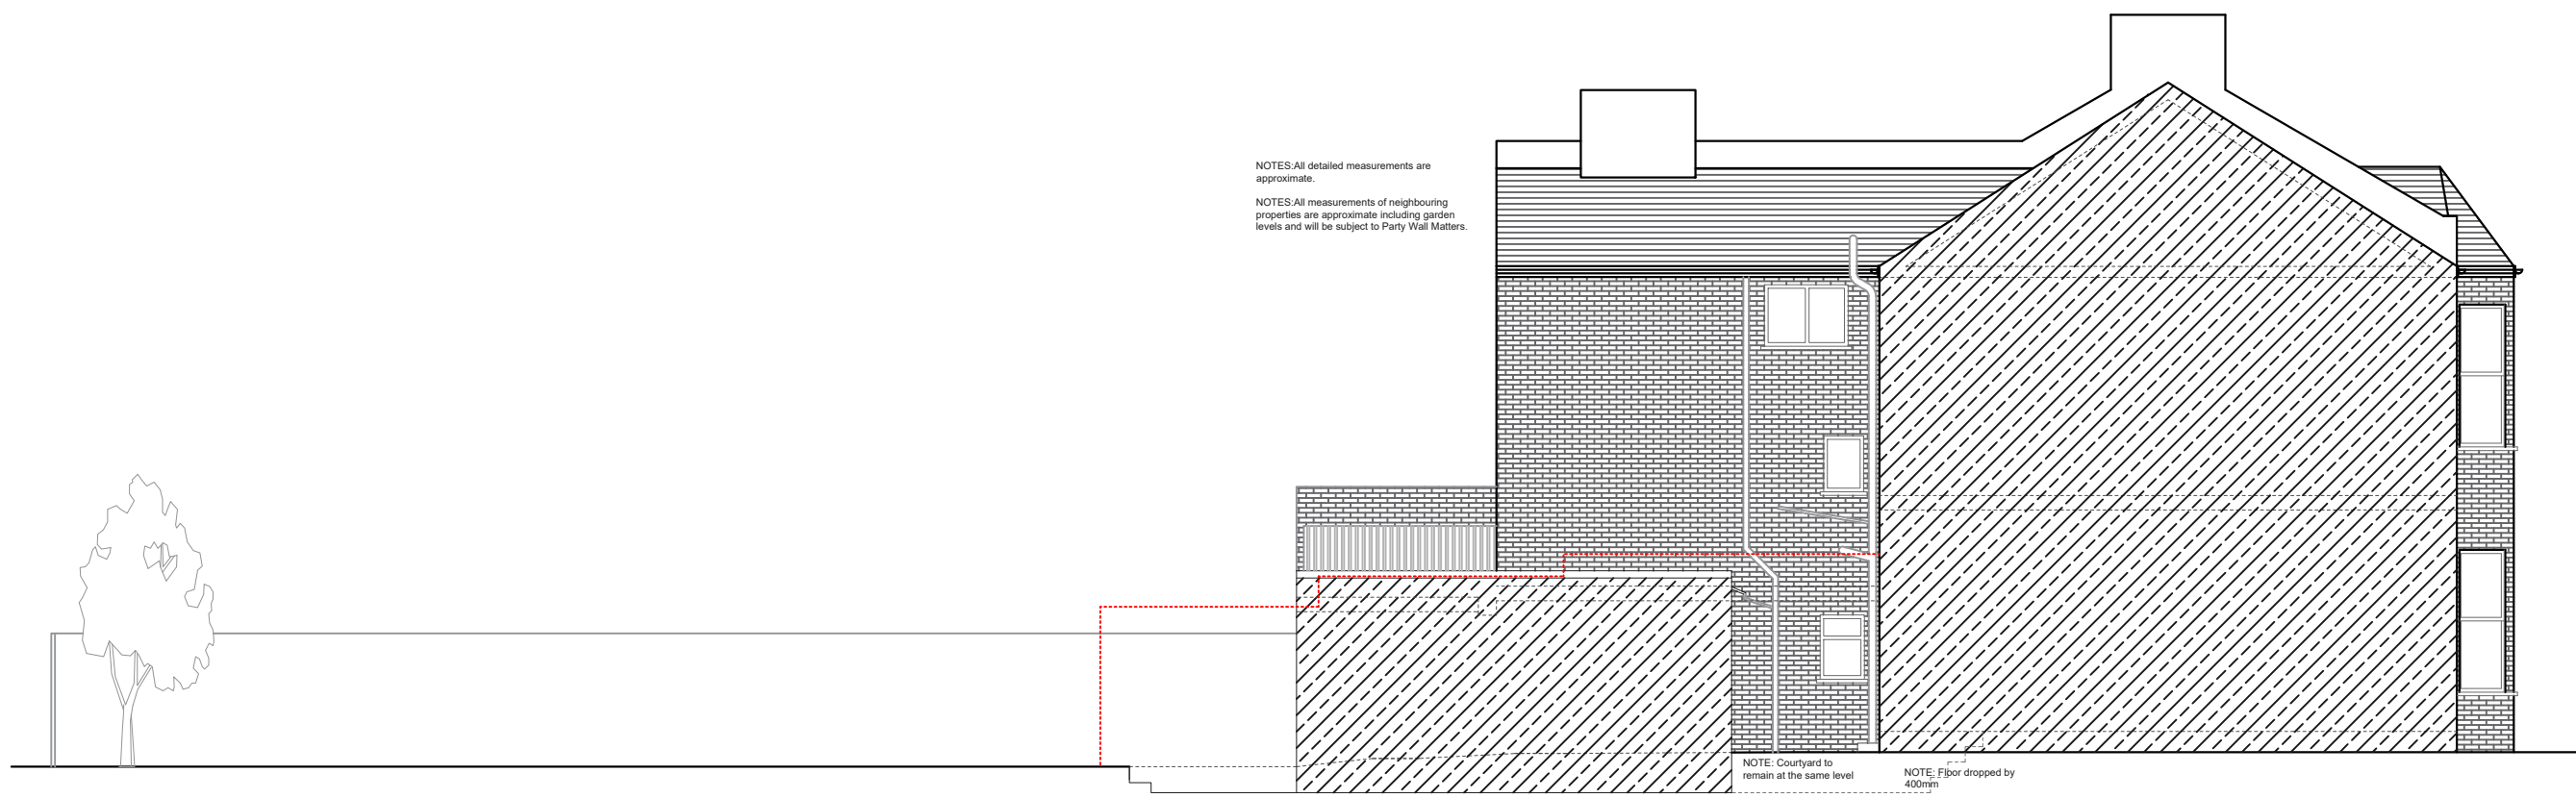 NOTES:All detailed measurements are
approximate.
NOTES:All measurements of neighbouring
properties are approximate including garden
levels and will be subject to Party Wall Matters.
NOTE: Courtyard to
remain at the same level
NOTE: Floor dropped by
400mm